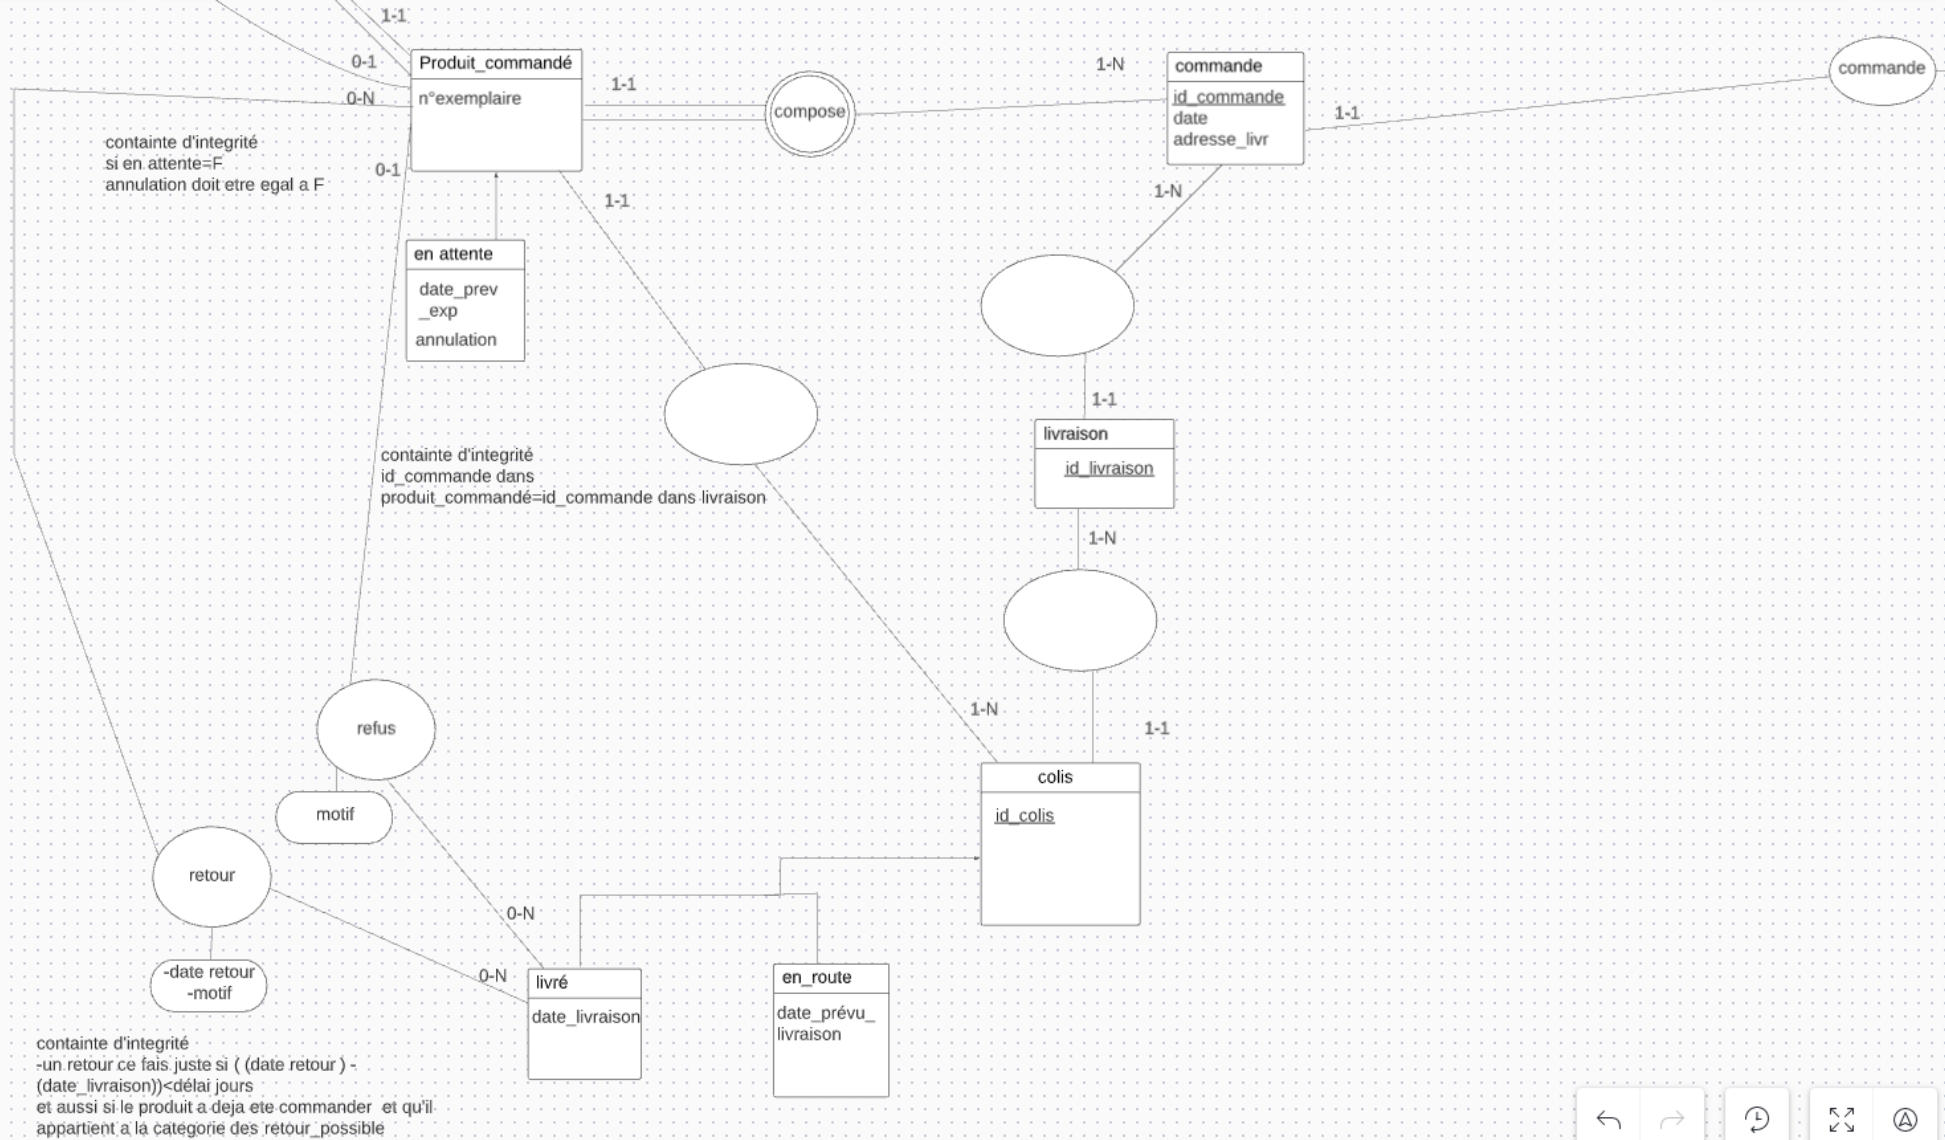 1-1
0-1
0-N
Produit_commandé
n°exemplaire
1-1
compose
1-N
commande
id_commande
date
adresse_livr
1-1
commande
containte d'integrité
si en attente=F
annulation doit etre egal a F
0-1
1-1
1-N
en attente
date_prev
_exp
annulation
1-1
livraison
id_livraison
containte d'integrité
id_commande dans
produit_commandé=id_commande dans livraison
1-N
refus
motif
1-N
1-1
colis
id_colis
retour
-date retour
-motif
0-N
0-N
livré
date_livraison
en_route
date_prévu_
livraison
containte d'integrité
-un retour ce fais juste si ( (date retour ) -
(date_livraison))<délai jours
et aussi si le produit a deja ete commander  et qu'il
appartient a la categorie des retour_possible